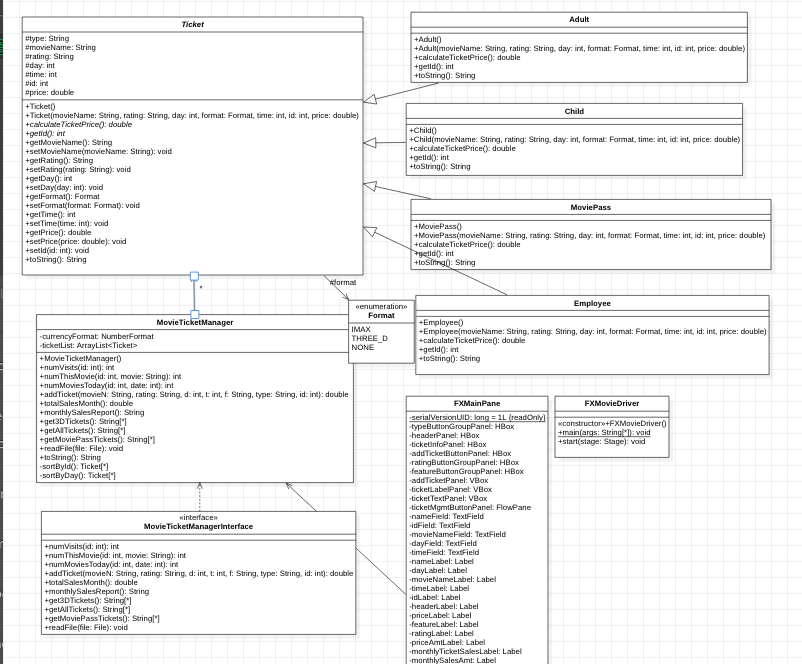 Ticket
#type: String
#movieName: String
#rating: String
#day: int
#time: int
#id: int
#price: double
+Ticket()
+Ticket(movieName: String, rating: String, day: int, format: Format, time: int, id: int, price: double)
+calculateTicketPrice(): double
+getId(): int
+getMovieName(): String
+setMovieName(movieName: String): void
+getRating(): String
+setRating(rating: String): void
+getDay(): int
+setDay(day: int): void
+getFormat(): Format
+setFormat(format: Format): void
+getTime(): int
+setTime(time: int): void
+getPrice(): double
+setPrice(price: double): void
+setId(id: int): void
+toString(): String
Adult
+Adult()
+Adult(movieName: String, rating: String, day: int, format: Format, time: int, id: int, price: double)
+calculateTicketPrice(): double
+getId(): int
+toString(): String
Child
+Child()
+Child(movieName: String, rating: String, day: int, format: Format, time: int, id: int, price: double)
+calculateTicketPrice(): double
+getId(): int
+toString(): String
MoviePass
+MoviePass()
+MoviePass(movieName: String, rating: String, day: int, format: Format, time: int, id: int, price: double)
+calculateTicketPrice(): double
+getId(): int
+toString(): String
Employee
+Employee()
+Employee(movieName: String, rating: String, day: int, format: Format, time: int, id: int, price: double)
+calculateTicketPrice(): double
+getId(): int
+toString(): String
*
#format
«enumeration»
Format
IMAX
THREE_D
NONE
MovieTicketManager
-currencyFormat: NumberFormat
-ticketList: ArrayList<Ticket>
+MovieTicketManager()
+numVisits(id: int): int
+numThisMovie(id: int, movie: String): int
+numMoviesToday(id: int, date: int): int
+addTicket(movieN: String, rating: String, d: int, t: int, f: String, type: String, id: int): double
+totalSalesMonth(): double
+monthlySalesReport(): String
+get3DTickets(): String[*]
+getAllTickets(): String[*]
+getMoviePassTickets(): String[*]
+readFile(file: File): void
+toString(): String
-sortById(): Ticket[*]
-sortByDay(): Ticket[*]
«interface»
MovieTicketManagerInterface
+numVisits(id: int): int
+numThisMovie(id: int, movie: String): int
+numMoviesToday(id: int, date: int): int
+addTicket(movieN: String, rating: String, d: int, t: int, f: String, type: String, id: int): double
+totalSalesMonth(): double
+monthlySalesReport(): String
+get3DTickets(): String[*]
+getAllTickets(): String[*]
+getMoviePassTickets(): String[*]
+readFile(file: File): void
FXMainPane
-serialVersionUID: long = 1L {readOnly}
-typeButtonGroupPanel: HBox
-headerPanel: HBox
-ticketInfoPanel: HBox
-addTicketButtonPanel: HBox
-ratingButtonGroupPanel: HBox
-featureButtonGroupPanel: HBox
-addTicketPanel: VBox
-ticketLabelPanel: VBox
-ticketTextPanel: VBox
-ticketMgmtButtonPanel: FlowPane
-nameField: TextField
-idField: TextField
-movieNameField: TextField
-dayField: TextField
-timeField: TextField
-nameLabel: Label
-dayLabel: Label
-movieNameLabel: Label
-timeLabel: Label
-idLabel: Label
-headerLabel: Label
-priceLabel: Label
-featureLabel: Label
-ratingLabel: Label
-priceAmtLabel: Label
-monthlyTicketSalesLabel: Label
-monthlySalesAmt: Label
FXMovieDriver
«constructor»+FXMovieDriver()
+main(args: String[*]): void
+start(stage: Stage): void